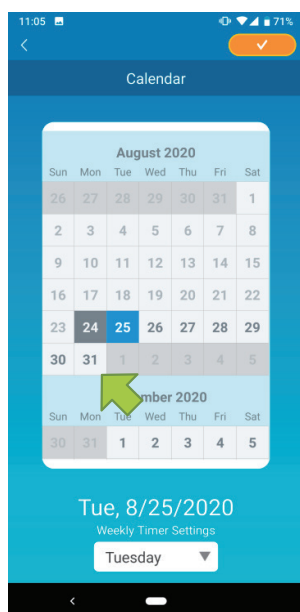 11:05 71%
Calendar
August 2020
Sun Mon Tue Wed Thu Fri Sat
26 27 28 29 30 31 1
2 3 4 5 6 7 8
9 10 11 12 13 14 15
16 17 18 19 20 21 22
23 24 25 26 27 28 29
30 31 1 2 3 4 5
mber 2020
Sun Mon Tue Wed Thu Fri Sat
30 31 1 2 3 4 5
Tue, 8/25/2020
Weekly Timer Settings
Tuesday